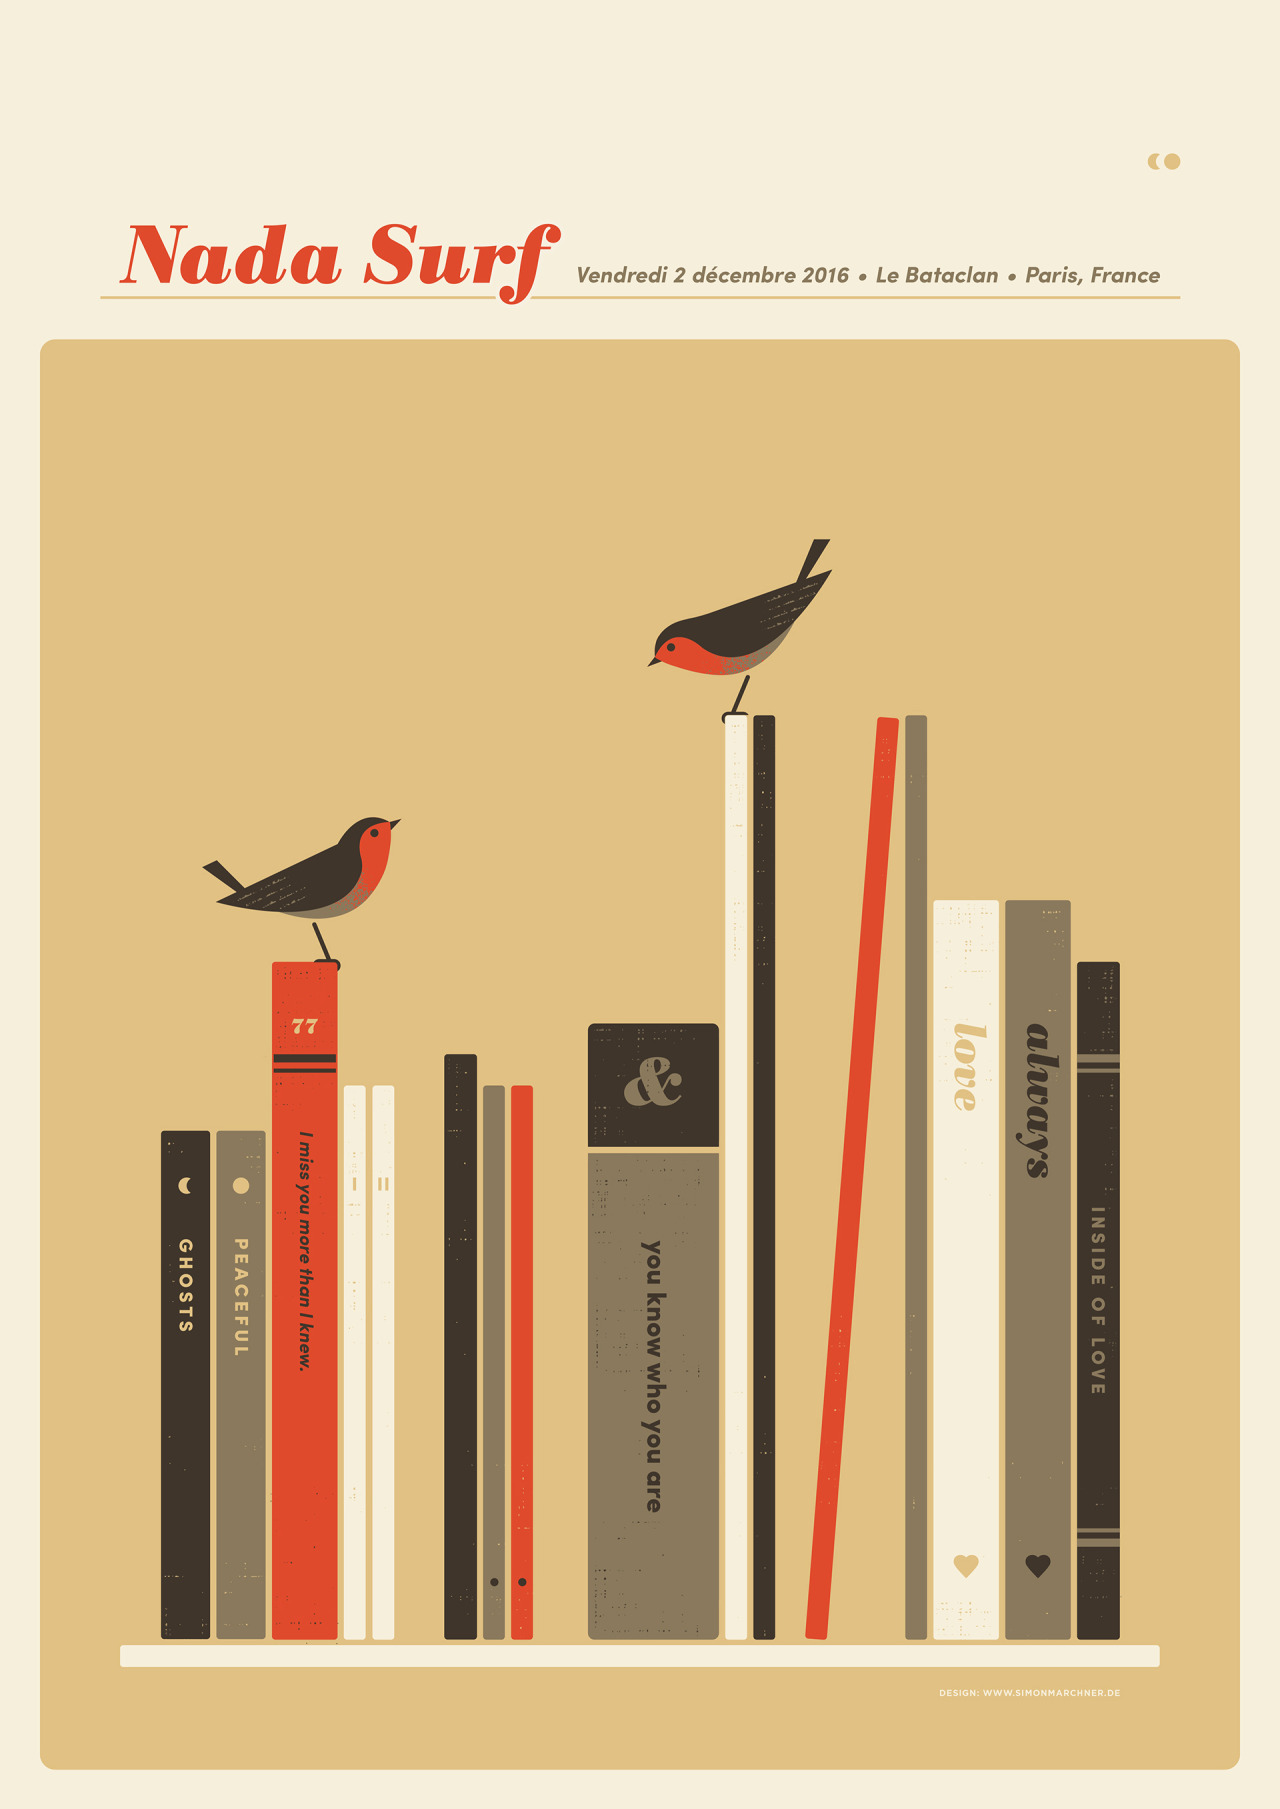 Nada Surf
Vendredi 2 décembre 2016 • Le Bataclan • Paris, France
GHOSTS
PEACEFUL
77
I miss you more than I knew.
I
II
&
you know who you are
love
always
INSIDE OF LOVE
DESIGN: WWW.SIMONMARCHNER.DE